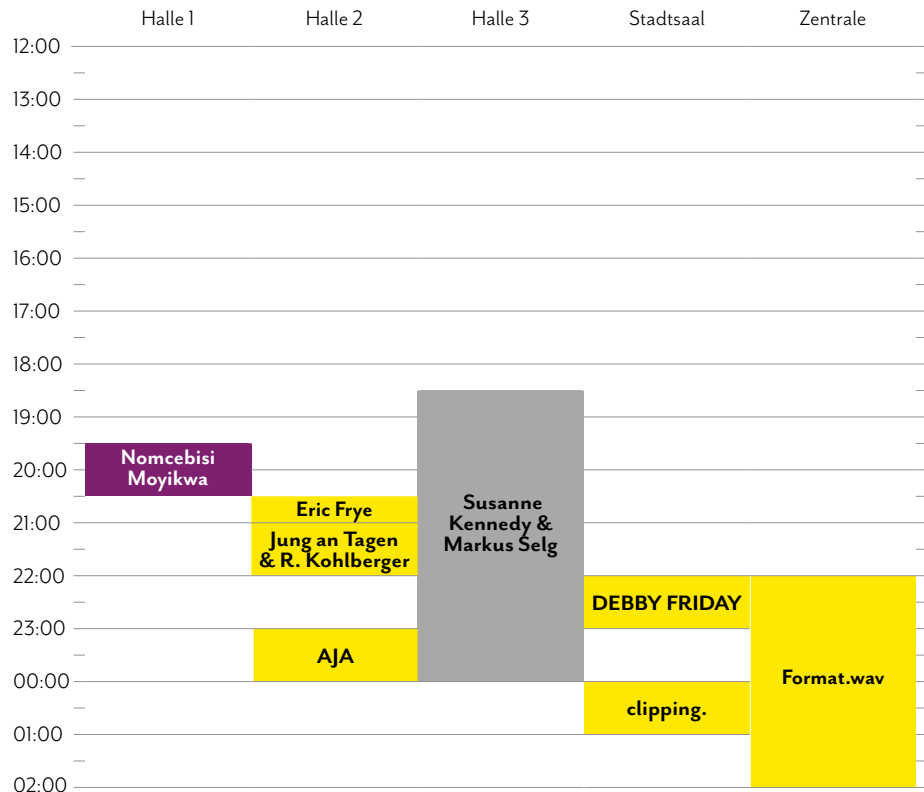 Halle 1 Halle 2 Halle 3 Stadtsaal Zentrale
12:00
13:00
14:00
15:00
16:00
17:00
18:00
19:00
Nomcebisi
Moyikwa
20:00
Eric Frye
21:00
Jung an Tagen
& R. Kohlberger
Susanne
Kennedy &
Markus Selg
22:00
DEBBY FRIDAY
23:00
AJA
00:00
Format.wav
clipping.
01:00
02:00